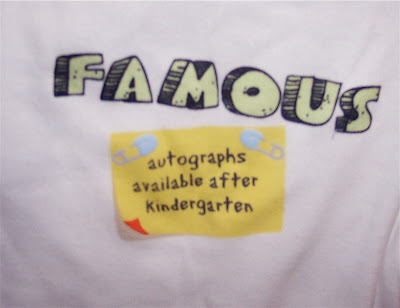 FAMOUS
autographs
available after
kindergarten